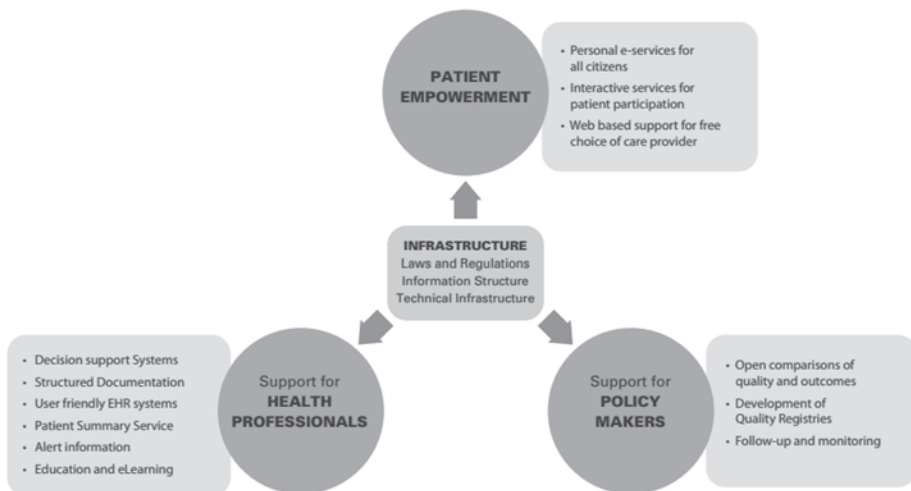 PATIENT
EMPOWERMENT
• Personal e-services for
all citizens
• Interactive services for
patient participation
• Web based support for free
choice of care provider
INFRASTRUCTURE
Laws and Regulations
Information Structure
Technical Infrastructure
• Decision support Systems
• Structured Documentation
• User friendly EHR systems
• Patient Summary Service
• Alert information
• Education and eLearning
Support for
HEALTH
PROFESSIONALS
Support for
POLICY
MAKERS
• Open comparisons of
quality and outcomes
• Development of
Quality Registries
• Follow-up and monitoring